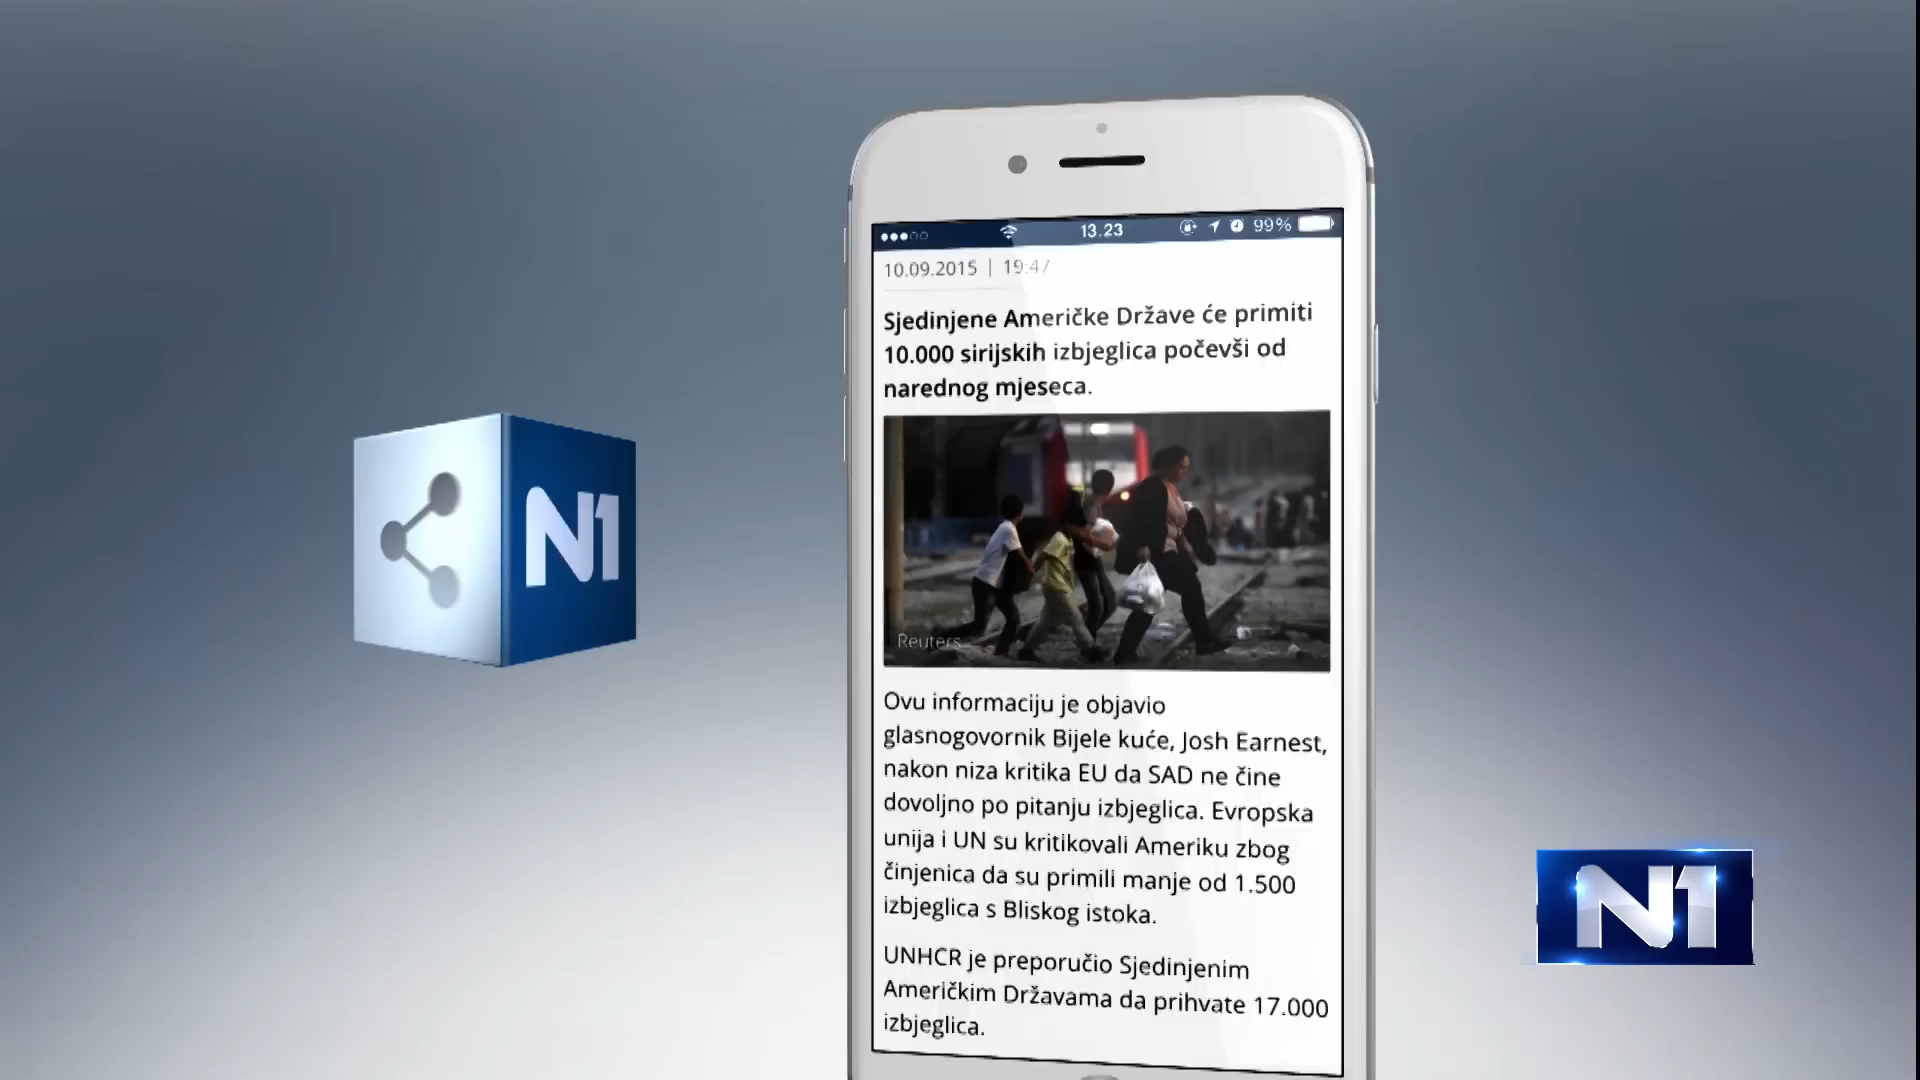 13.23
99%
10.09.2015 | 19:47
Sjedinjene Američke Države će primiti
10.000 sirijskih izbjeglica počevši od
narednog mjeseca.
N1
Reuters
Ovu informaciju je objavio
glasnogovornik Bijele kuće, Josh Earnest,
nakon niza kritika EU da SAD ne čine
dovoljno po pitanju izbjeglica. Evropska
unija i UN su kritikovali Ameriku zbog
činjenica da su primili manje od 1.500
izbjeglica s Bliskog istoka.
UNHCR je preporučio Sjedinjenim
Američkim Državama da prihvate 17.000
izbjeglica.
N1